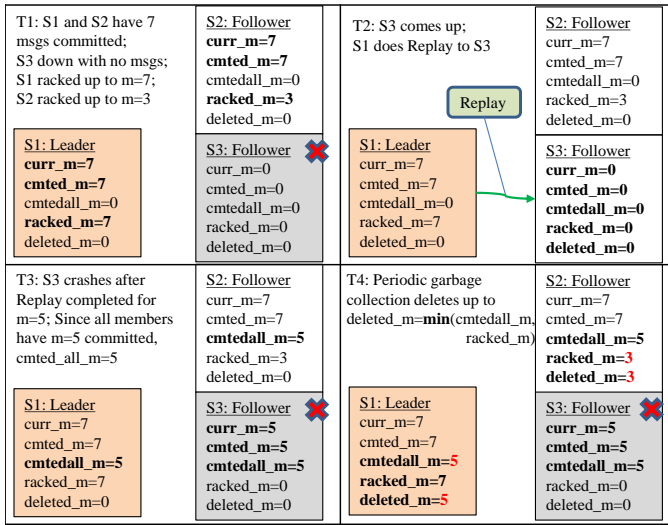 T1: S1 and S2 have 7
msgs committed;
S3 down with no msgs;
S1 racked up to m=7;
S2 racked up to m=3
S2: Follower
curr_m=7
cmted_m=7
cmtedall_m=0
racked_m=3
deleted_m=0
S1: Leader
curr_m=7
cmted_m=7
cmtedall_m=0
racked_m=7
deleted_m=0
S3: Follower
curr_m=0
cmted_m=0
cmtedall_m=0
racked_m=0
deleted_m=0
T2: S3 comes up;
S1 does Replay to S3
S2: Follower
curr_m=7
cmted_m=7
cmtedall_m=0
racked_m=3
deleted_m=0
Replay
S1: Leader
curr_m=7
cmted_m=7
cmtedall_m=0
racked_m=7
deleted_m=0
S3: Follower
curr_m=0
cmted_m=0
cmtedall_m=0
racked_m=0
deleted_m=0
T3: S3 crashes after
Replay completed for
m=5; Since all members
have m=5 committed,
cmted_all_m=5
S2: Follower
curr_m=7
cmted_m=7
cmtedall_m=5
racked_m=3
deleted_m=0
S1: Leader
curr_m=7
cmted_m=7
cmtedall_m=5
racked_m=7
deleted_m=0
S3: Follower
curr_m=5
cmted_m=5
cmtedall_m=5
racked_m=0
deleted_m=0
T4: Periodic garbage
collection deletes up to
deleted_m=min(cmtedall_m,
racked_m)
S2: Follower
curr_m=7
cmted_m=7
cmtedall_m=5
racked_m=3
deleted_m=3
S1: Leader
curr_m=7
cmted_m=7
cmtedall_m=5
racked_m=7
deleted_m=5
S3: Follower
curr_m=5
cmted_m=5
cmtedall_m=5
racked_m=0
deleted_m=0